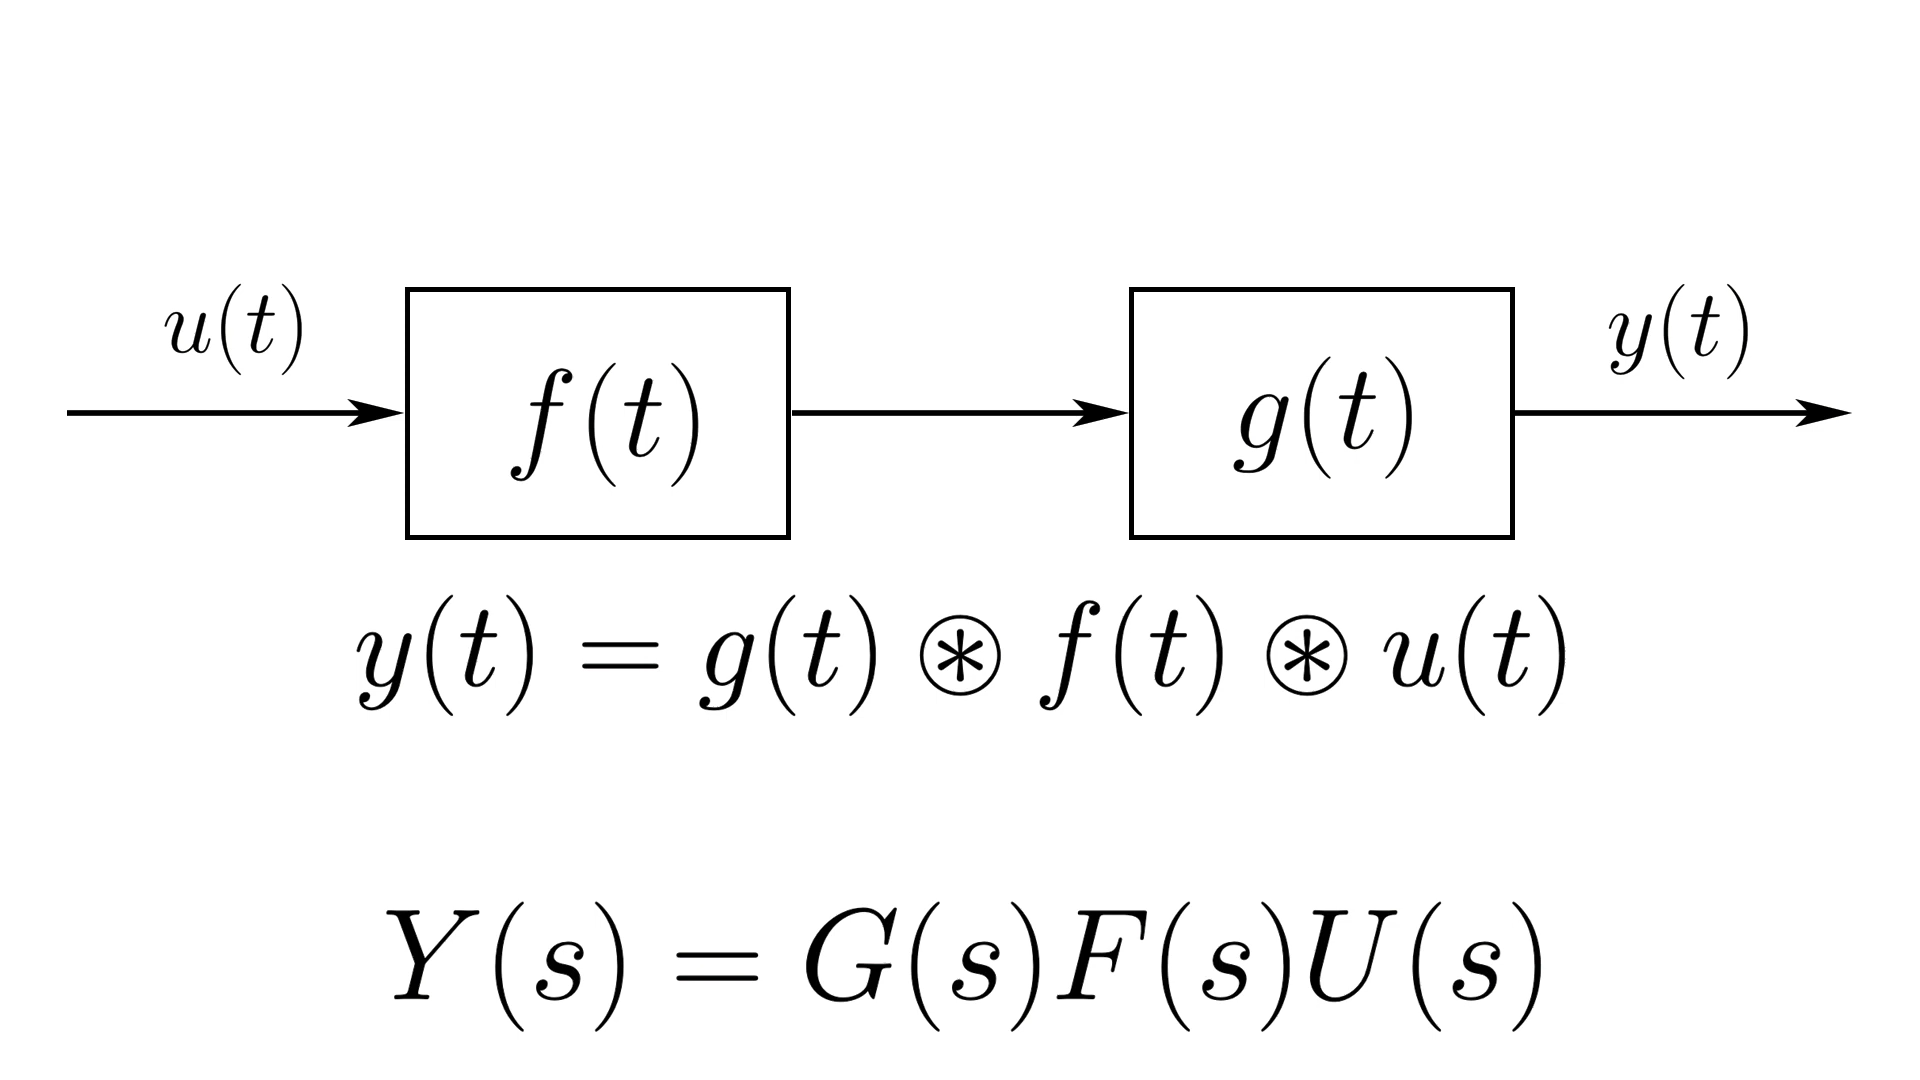 u(t) f(t) g(t) y(t)
y(t) = g(t) ⊛ f(t) ⊛ u(t)
Y(s) = G(s)F(s)U(s)